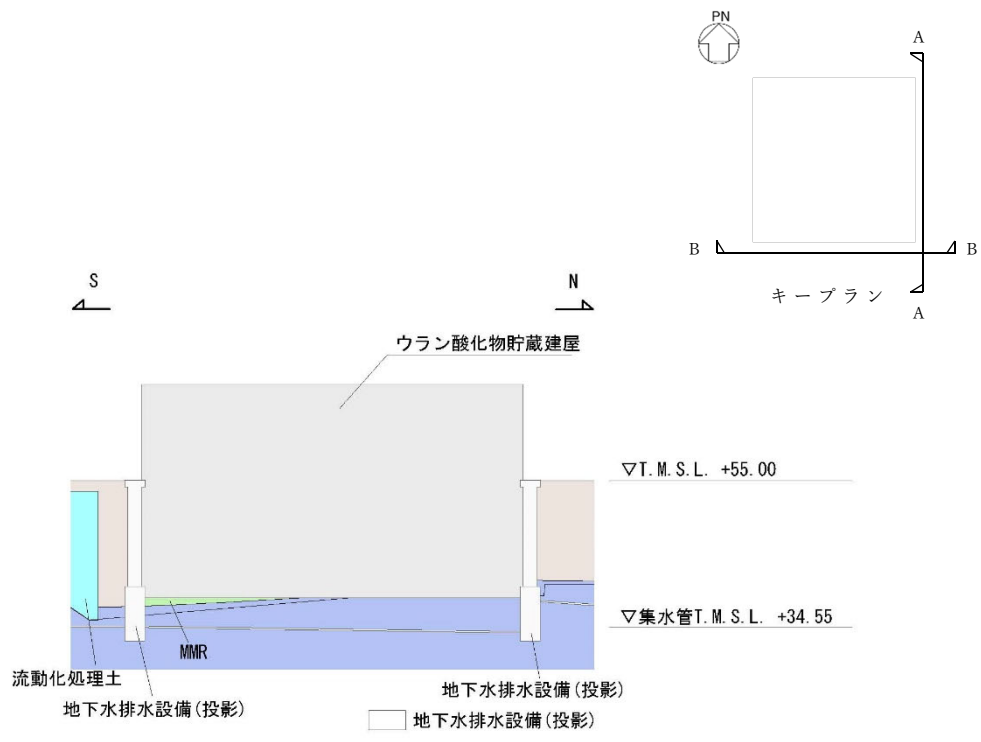 PN
A
B
B
キープラン
A
S
N
ウラン酸化物貯蔵建屋
▽T.M.S.L. +55.00
▽集水管T.M.S.L. +34.55
MMR
流動化処理土
地下水排水設備(投影)
地下水排水設備(投影)
地下水排水設備(投影)